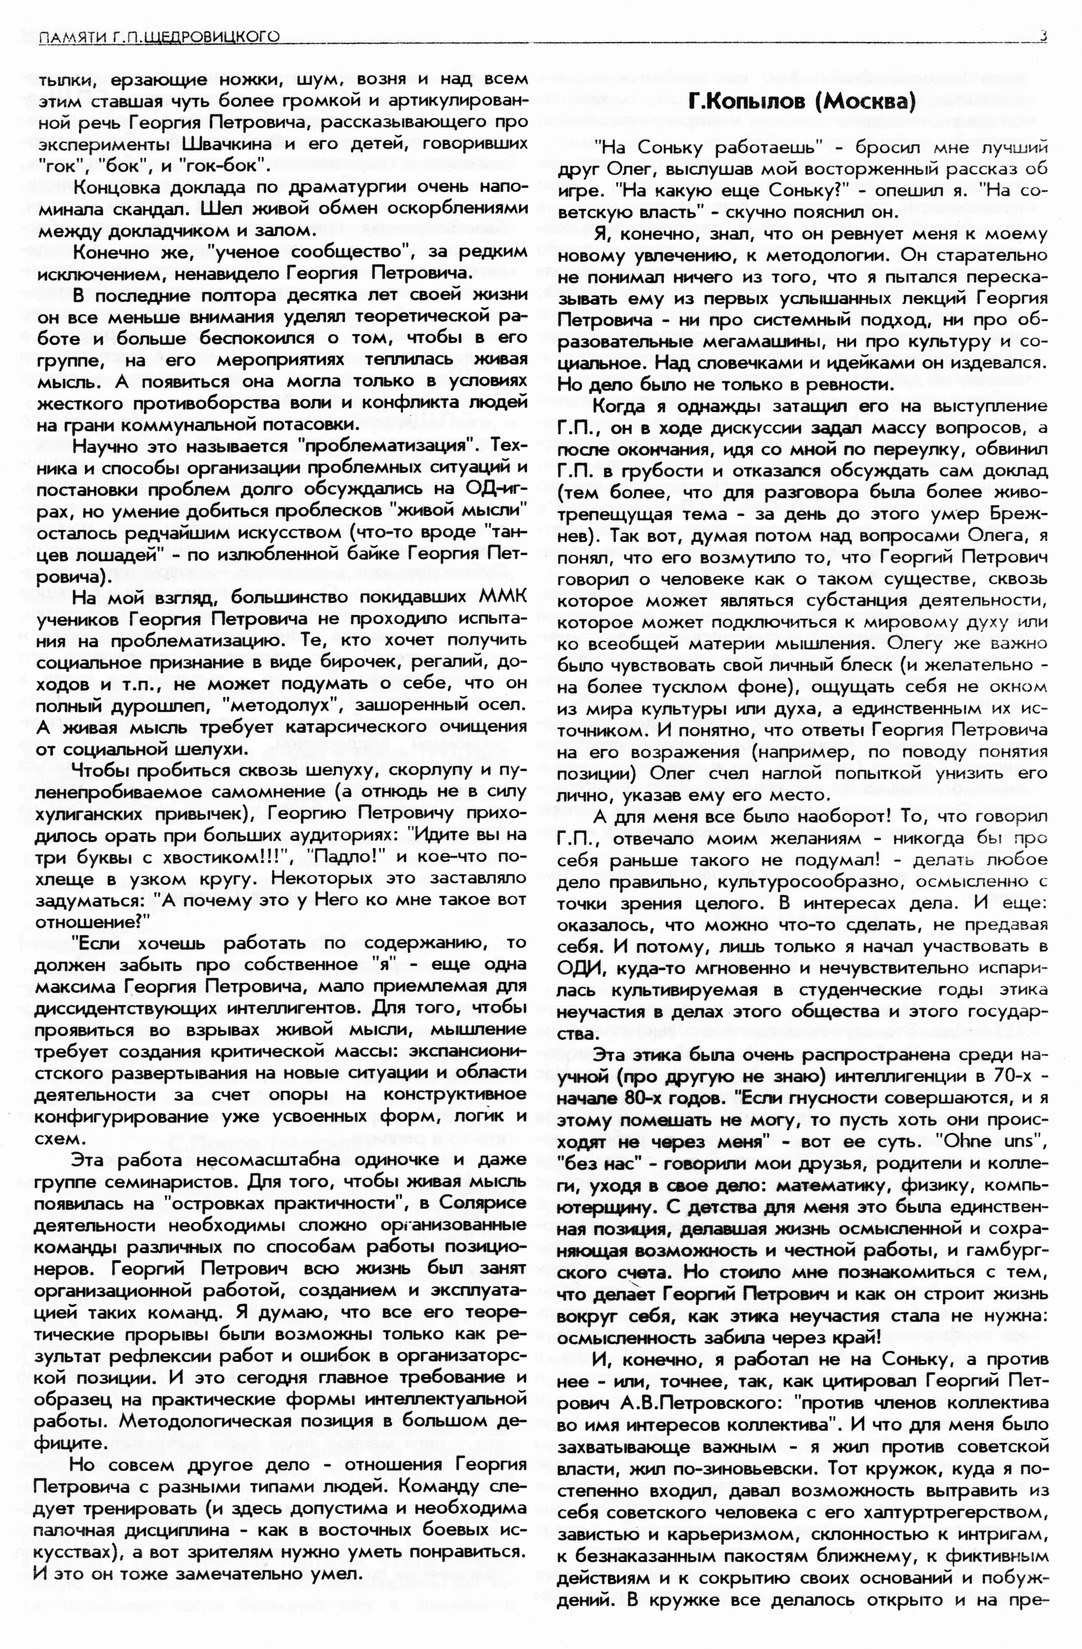 ПАМЯТИ Г.П.ЩЕДРОВИЦКОГО 3
тылки, ерзающие ножки, шум, возня и над всем
этим ставшая чуть более громкой и артикулирован-
ной речь Георгия Петровича, рассказывающего про
эксперименты Швачкина и его детей, говоривших
"гок", "бок", и "гок-бок".
Концовка доклада по драматургии очень напо-
минала скандал. Шел живой обмен оскорблениями
между докладчиком и залом.
Конечно же, "ученое сообщество", за редким
исключением, ненавидело Георгия Петровича.
В последние полтора десятка лет своей жизни
он все меньше внимания уделял теоретической ра-
боте и больше беспокоился о том, чтобы в его
группе, на его мероприятиях теплилась живая
мысль. А появиться она могла только в условиях
жесткого противоборства воли и конфликта людей
на грани коммунальной потасовки.
Научно это называется "проблематизация". Тех-
ника и способы организации проблемных ситуаций и
постановки проблем долго обсуждались на ОД-иг-
рах, но умение добиться проблесков "живой мысли"
осталось редчайшим искусством (что-то вроде "тан-
цев лошадей" - по излюбленной байке Георгия Пет-
ровича).
На мой взгляд, большинство покидавших ММК
учеников Георгия Петровича не проходило испыта-
ния на проблематизацию. Те, кто хочет получить
социальное признание в виде бирочек, регалий, до-
ходов и т.п., не может подумать о себе, что он
полный дурошлеп, "методолух", зашоренный осел.
А живая мысль требует катарсического очищения
от социальной шелухи.
Чтобы пробиться сквозь шелуху, скорлупу и пу-
ленепробиваемое самомнение (а отнюдь не в силу
хулиганских привычек), Георгию Петровичу прихо-
дилось орать при больших аудиториях: "Идите вы на
три буквы с хвостиком!!!", "Падло!" и кое-что по-
хлеще в узком кругу. Некоторых это заставляло
задуматься: "А почему это у Него ко мне такое вот
отношение?"
"Если хочешь работать по содержанию, то
должен забыть про собственное "я" - еще одна
максима Георгия Петровича, мало приемлемая для
диссидентствующих интеллигентов. Для того, чтобы
проявиться во взрывах живой мысли, мышление
требует создания критической массы: экспансиони-
стского развертывания на новые ситуации и области
деятельности за счет опоры на конструктивное
конфигурирование уже усвоенных форм, логик и
схем.
Эта работа несомасштабна одиночке и даже
группе семинаристов. Для того, чтобы живая мысль
появилась на "островках практичности", в Солярисе
деятельности необходимы сложно организованные
команды различных по способам работы позицио-
неров. Георгий Петрович всю жизнь был занят
организационной работой, созданием и эксплуата-
цией таких команд. Я думаю, что все его теоре-
тические прорывы были возможны только как ре-
зультат рефлексии работ и ошибок в организаторс-
кой позиции. И это сегодня главное требование и
образец на практические формы интеллектуальной
работы. Методологическая позиция в большом де-
фиците.
Но совсем другое дело - отношения Георгия
Петровича с разными типами людей. Команду сле-
дует тренировать (и здесь допустима и необходима
палочная дисциплина - как в восточных боевых ис-
кусствах), а вот зрителям нужно уметь понравиться.
И это он тоже замечательно умел.
Г.Копылов (Москва)
"На Соньку работаешь" - бросил мне лучший
друг Олег, выслушав мой восторженный рассказ об
игре. "На какую еще Соньку?" - опешил я. "На со-
ветскую власть" - скучно пояснил он.
Я, конечно, знал, что он ревнует меня к моему
новому увлечению, к методологии. Он старательно
не понимал ничего из того, что я пытался переска-
зывать ему из первых услышанных лекций Георгия
Петровича - ни про системный подход, ни про об-
разовательные мегамашины, ни про культуру и со-
циальное. Над словечками и идейками он издевался.
Но дело было не только в ревности.
Когда я однажды затащил его на выступление
Г.П., он в ходе дискуссии задал массу вопросов, а
после окончания, идя со мной по переулку, обвинил
Г.П. в грубости и отказался обсуждать сам доклад
(тем более, что для разговора была более живо-
трепещущая тема - за день до этого умер Бреж-
нев). Так вот, думая потом над вопросами Олега, я
понял, что его возмутило то, что Георгий Петрович
говорил о человеке как о таком существе, сквозь
которое может являться субстанция деятельности,
которое может подключиться к мировому духу или
ко всеобщей материи мышления. Олегу же важно
было чувствовать свой личный блеск (и желательно -
на более тусклом фоне), ощущать себя не окном
из мира культуры или духа, а единственным их ис-
точником. И понятно, что ответы Георгия Петровича
на его возражения (например, по поводу понятия
позиции) Олег счел наглой попыткой унизить его
лично, указав ему его место.
А для меня все было наоборот! То, что говорил
Г.П., отвечало моим желаниям - никогда бы про
себя раньше такого не подумал! - делать любое
дело правильно, культуросообразно, осмысленно с
точки зрения целого. В интересах дела. И еще:
оказалось, что можно что-то сделать, не предавая
себя. И потому, лишь только я начал участвовать в
ОДИ, куда-то мгновенно и нечувствительно испари-
лась культивируемая в студенческие годы этика
неучастия в делах этого общества и этого государ-
ства.
Эта этика была очень распространена среди на-
учной (про другую не знаю) интеллигенции в 70-х -
начале 80-х годов. "Если гнусности совершаются, и я
этому помешать не могу, то пусть хоть они проис-
ходят не через меня" - вот ее суть. "Ohne uns",
"без нас" - говорили мои друзья, родители и колле-
ги, уходя в свое дело: математику, физику, компь-
ютерщину. С детства для меня это была единствен-
ная позиция, делавшая жизнь осмысленной и сохра-
няющая возможность и честной работы, и гамбург-
ского счета. Но стоило мне познакомиться с тем,
что делает Георгий Петрович и как он строит жизнь
вокруг себя, как этика неучастия стала не нужна:
осмысленность забила через край!
И, конечно, я работал не на Соньку, а против
нее - или, точнее, так, как цитировал Георгий Пет-
рович А.В.Петровского: "против членов коллектива
во имя интересов коллектива". И что для меня было
захватывающе важным - я жил против советской
власти, жил по-зиновьевски. Тот кружок, куда я по-
степенно входил, давал возможность вытравить из
себя советского человека с его халтуртрегерством,
завистью и карьеризмом, склонностью к интригам,
к безнаказанным пакостям ближнему, к фиктивным
действиям и к сокрытию своих оснований и побуж-
дений. В кружке все делалось открыто и на пре-